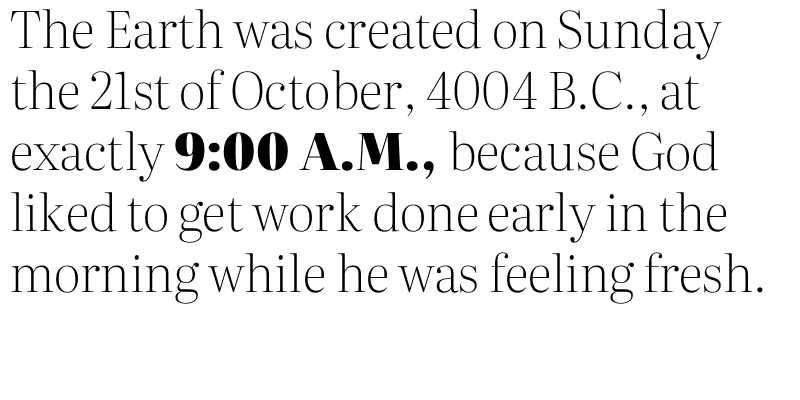 The Earth was created on Sunday
the 21st of October, 4004 B.C., at
exactly 9:00 A.M., because God
liked to get work done early in the
morning while he was feeling fresh.